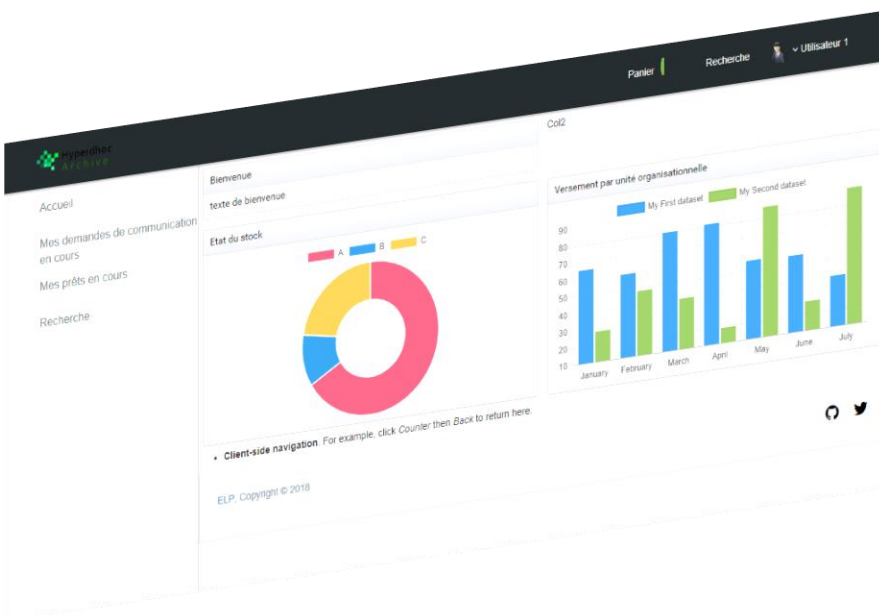 Panier
Recherche
Utilisateur 1
Hyperdhoc
Archive
Accueil
Mes demandes de communication
en cours
Mes prêts en cours
Recherche
Bienvenue
texte de bienvenue
Etat du stock
A B C
Col2
Versement par unité organisationnelle
My First dataset My Second dataset
90
80
70
60
50
40
30
20
10
January February March April May June July
• Client-side navigation. For example, click Counter then Back to return here.
ELP, Copyright © 2018